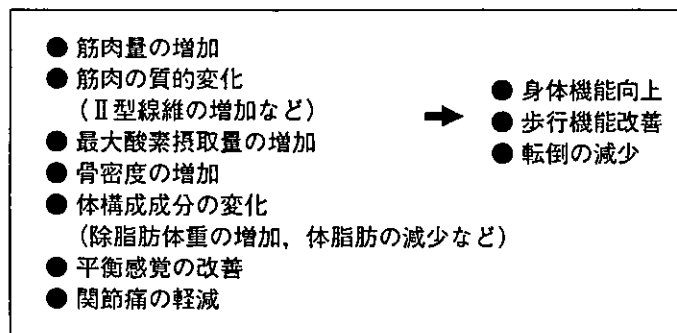 ● 筋肉量の増加
● 筋肉の質的変化
(Ⅱ型線維の増加など)
● 最大酸素摂取量の増加
● 骨密度の増加
● 体構成成分の変化
(除脂肪体重の増加，体脂肪の減少など)
● 平衡感覚の改善
● 関節痛の軽減
➡
● 身体機能向上
● 歩行機能改善
● 転倒の減少